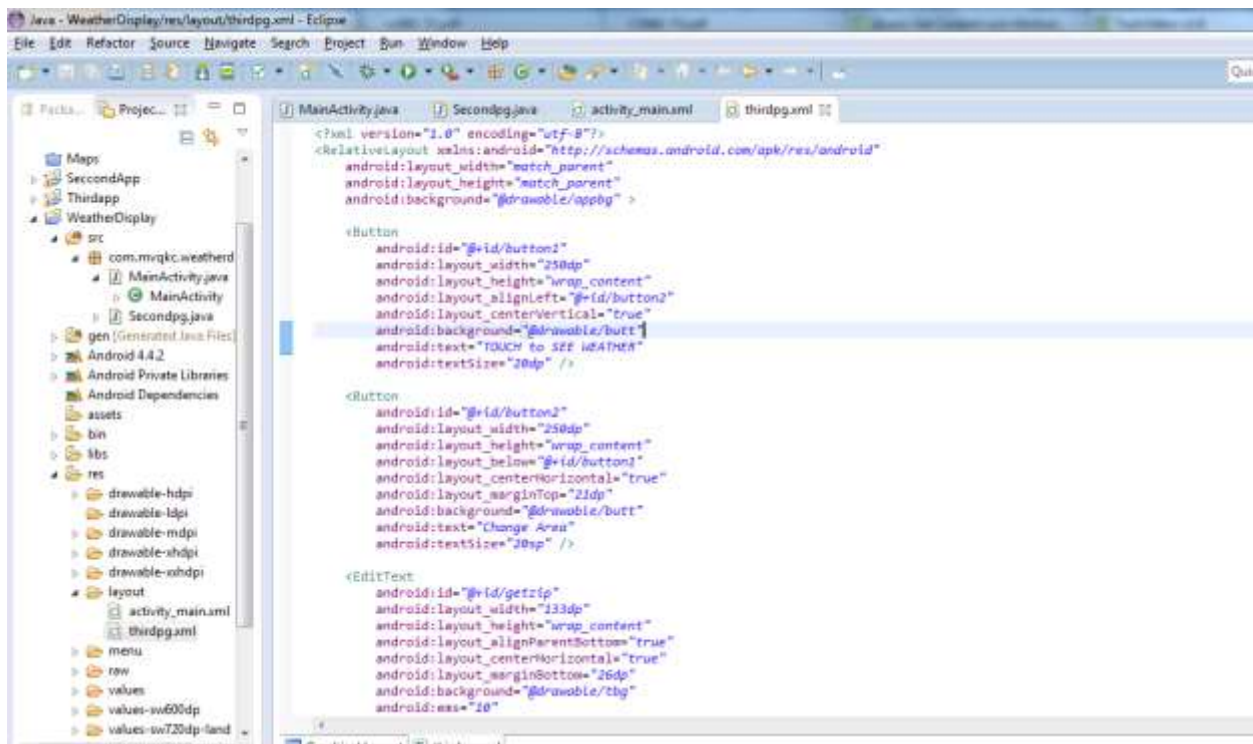 Java - WeatherDisplay/res/layout/thirdpg.xml - Eclipse
File Edit Refactor Source Navigate Search Project Run Window Help
Packa... Projec...
MainActivity.java Secondpg.java activity_main.xml thirdpg.xml
Maps
SeccondApp
Thirdapp
WeatherDisplay
src
com.mvqkc.weatherd
MainActivity.java
MainActivity
Secondpg.java
gen [Generated Java Files]
Android 4.4.2
Android Private Libraries
Android Dependencies
assets
bin
libs
res
drawable-hdpi
drawable-ldpi
drawable-mdpi
drawable-xhdpi
drawable-xxhdpi
layout
activity_main.xml
thirdpg.xml
menu
raw
values
values-sw600dp
values-sw720dp-land
<?xml version="1.0" encoding="utf-8"?>
<RelativeLayout xmlns:android="http://schemas.android.com/apk/res/android"
android:layout_width="match_parent"
android:layout_height="match_parent"
android:background="@drawable/appbg" >
<Button
android:id="@+id/button1"
android:layout_width="250dp"
android:layout_height="wrap_content"
android:layout_alignLeft="@+id/button2"
android:layout_centerVertical="true"
android:background="@drawable/butt"
android:text="TOUCH to SEE WEATHER"
android:textSize="20dp" />
<Button
android:id="@+id/button2"
android:layout_width="250dp"
android:layout_height="wrap_content"
android:layout_below="@+id/button1"
android:layout_centerHorizontal="true"
android:layout_marginTop="21dp"
android:background="@drawable/butt"
android:text="Change Area"
android:textSize="20sp" />
<EditText
android:id="@+id/getzip"
android:layout_width="133dp"
android:layout_height="wrap_content"
android:layout_alignParentBottom="true"
android:layout_centerHorizontal="true"
android:layout_marginBottom="26dp"
android:background="@drawable/tbg"
android:ems="10"